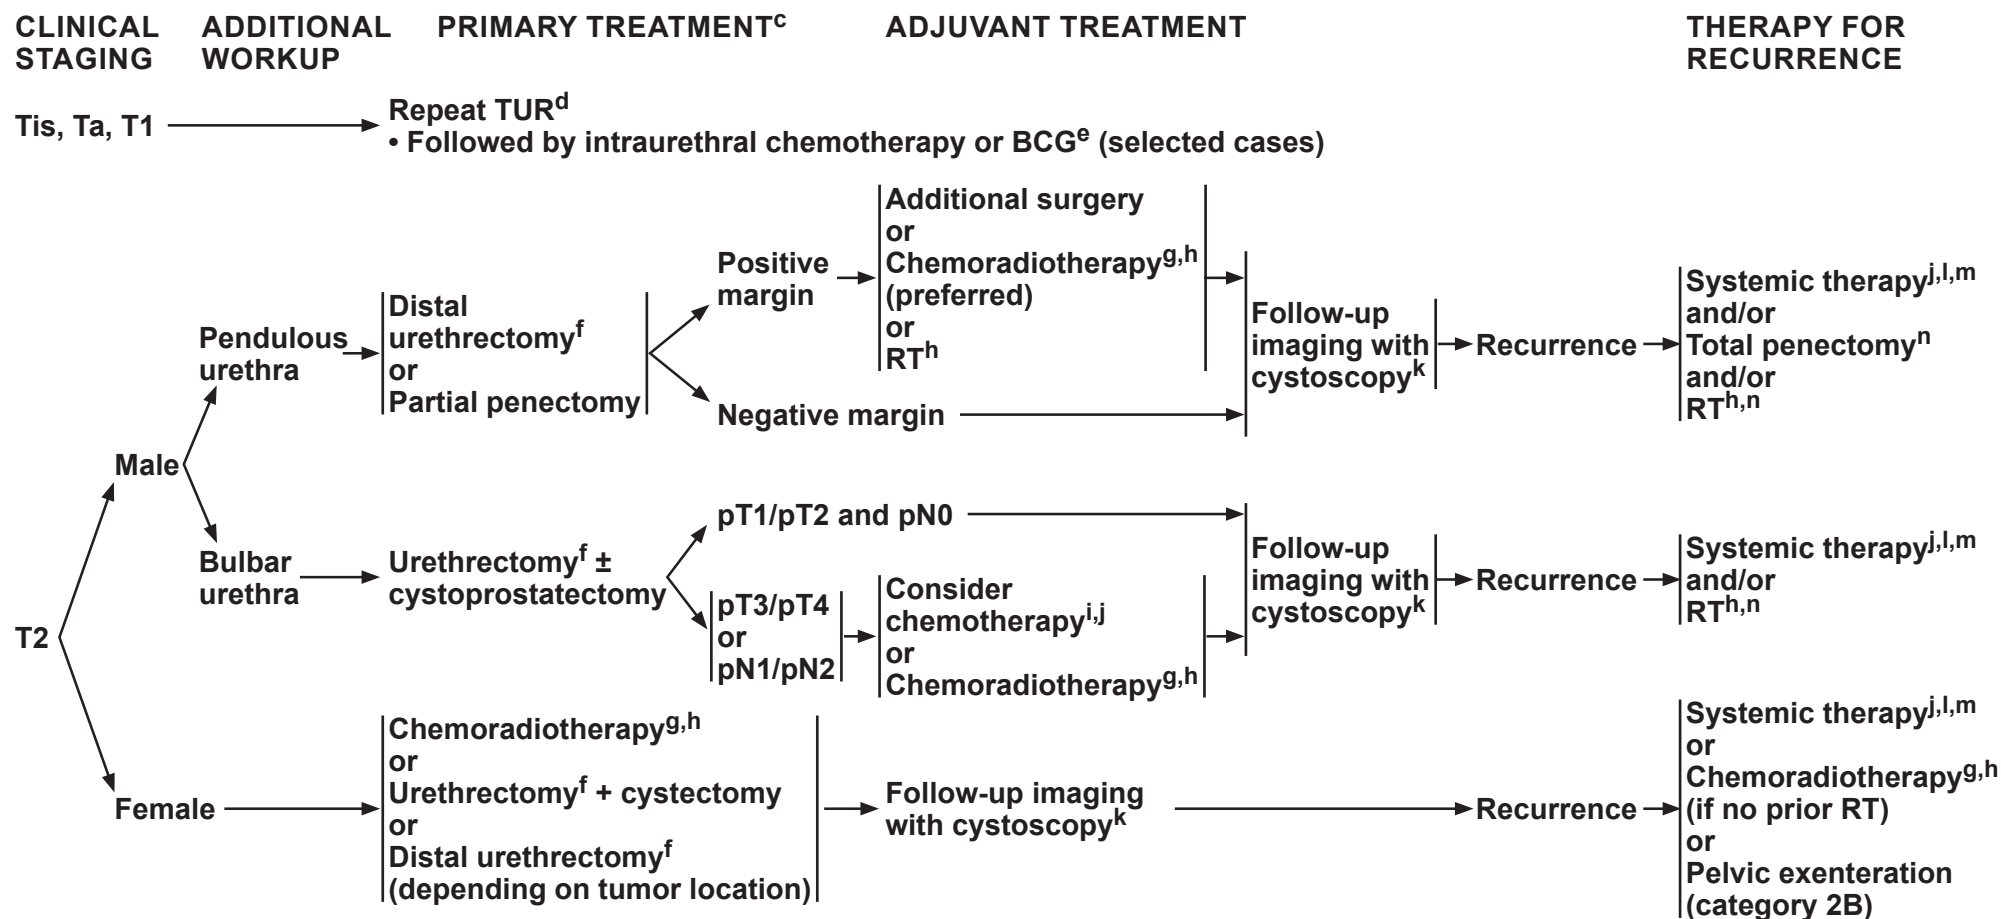 CLINICAL STAGING
ADDITIONAL WORKUP
PRIMARY TREATMENTc
ADJUVANT TREATMENT
THERAPY FOR RECURRENCE
Tis, Ta, T1
Repeat TURd
• Followed by intraurethral chemotherapy or BCGe (selected cases)
T2
Male
Pendulous
urethra
Distal
urethrectomyf
or
Partial penectomy
Positive
margin
Additional surgery
or
Chemoradiotherapyg,h
(preferred)
or
RTh
Negative margin
Follow-up
imaging with
cystoscopyk
Recurrence
Systemic therapyj,l,m
and/or
Total penectomyn
and/or
RTh,n
Bulbar
urethra
Urethrectomyf ±
cystoprostatectomy
pT1/pT2 and pN0
pT3/pT4
or
pN1/pN2
Consider
chemotherapyi,j
or
Chemoradiotherapyg,h
Follow-up
imaging with
cystoscopyk
Recurrence
Systemic therapyj,l,m
and/or
RTh,n
Female
Chemoradiotherapyg,h
or
Urethrectomyf + cystectomy
or
Distal urethrectomyf
(depending on tumor location)
Follow-up imaging
with cystoscopyk
Recurrence
Systemic therapyj,l,m
or
Chemoradiotherapyg,h
(if no prior RT)
or
Pelvic exenteration
(category 2B)